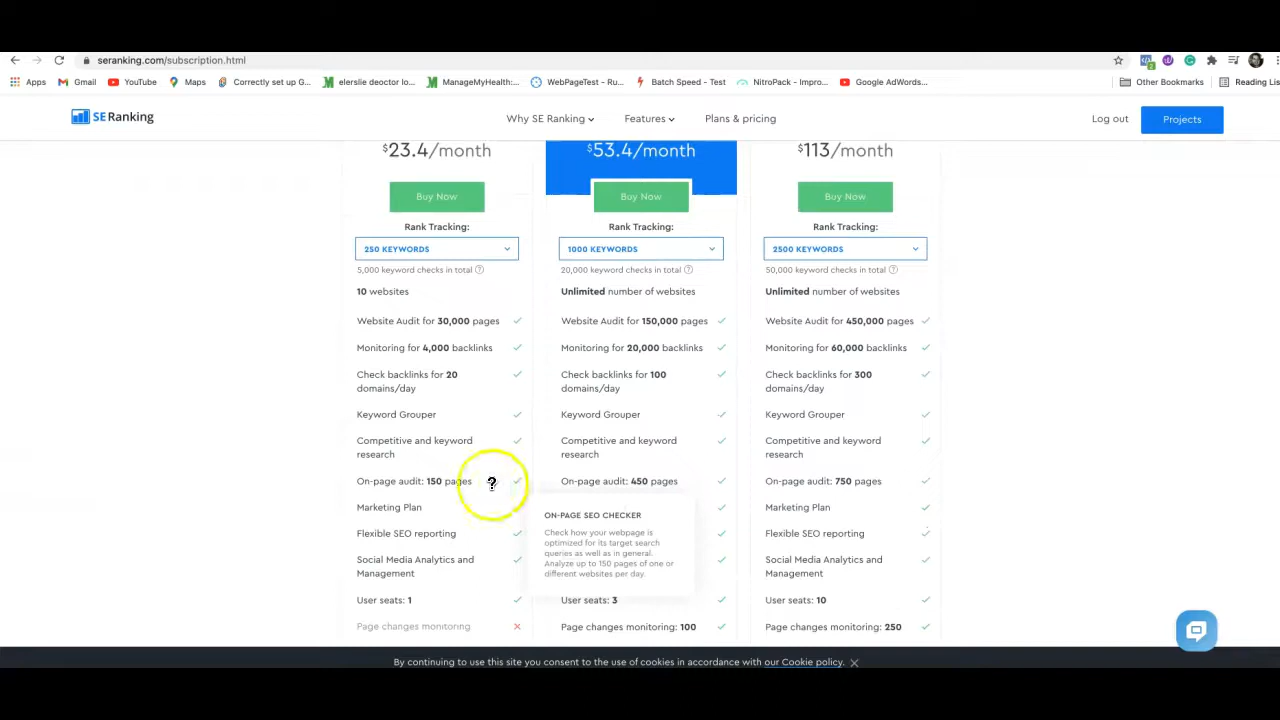 seranking.com/subscription.html
Apps
Gmail
YouTube
Maps
Correctly set up G...
elerslie deoctor lo...
ManageMyHealth:...
WebPageTest - Ru...
Batch Speed - Test
NitroPack - Improv...
Google AdWords...
Other Bookmarks
Reading Lis
SE Ranking
Why SE Ranking
Features
Plans & pricing
Log out
Projects
$23.4/month
Buy Now
Rank Tracking:
250 KEYWORDS
5,000 keyword checks in total ?
10 websites
Website Audit for 30,000 pages
Monitoring for 4,000 backlinks
Check backlinks for 20
domains/day
Keyword Grouper
Competitive and keyword
research
On-page audit: 150 pages
?
Marketing Plan
Flexible SEO reporting
Social Media Analytics and
Management
User seats: 1
Page changes monitoring
$53.4/month
Buy Now
Rank Tracking:
1000 KEYWORDS
20,000 keyword checks in total ?
Unlimited number of websites
Website Audit for 150,000 pages
Monitoring for 20,000 backlinks
Check backlinks for 100
domains/day
Keyword Grouper
Competitive and keyword
research
On-page audit: 450 pages
ON-PAGE SEO CHECKER
Check how your webpage is
optimized for its target search
queries as well as in general.
Analyze up to 150 pages of one or
different websites per day.
User seats: 3
Page changes monitoring: 100
$113/month
Buy Now
Rank Tracking:
2500 KEYWORDS
50,000 keyword checks in total ?
Unlimited number of websites
Website Audit for 450,000 pages
Monitoring for 60,000 backlinks
Check backlinks for 300
domains/day
Keyword Grouper
Competitive and keyword
research
On-page audit: 750 pages
Marketing Plan
Flexible SEO reporting
Social Media Analytics and
Management
User seats: 10
Page changes monitoring: 250
By continuing to use this site you consent to the use of cookies in accordance with our Cookie policy.